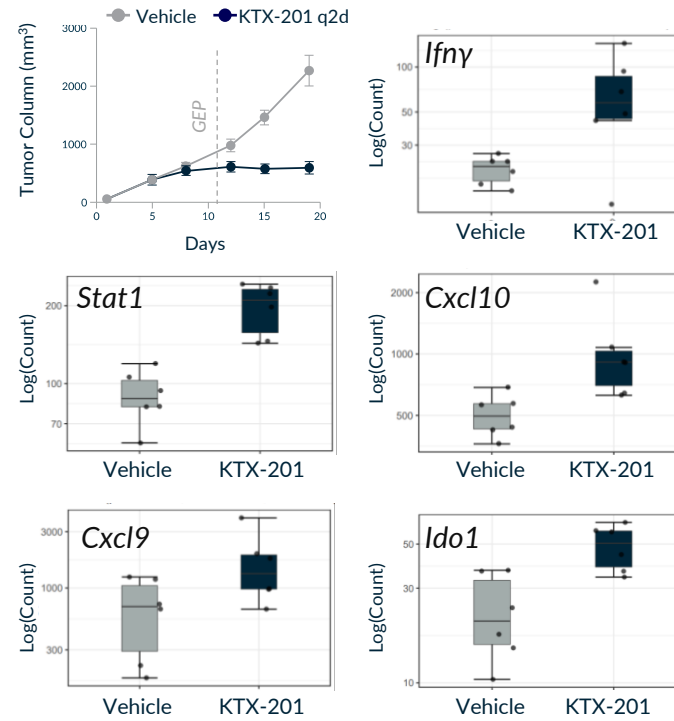 Vehicle
KTX-201 q2d
Tumor Column (mm³)
3000
2000
1000
0
GEP
0
5
10
15
20
Days
Ifnγ
Log(Count)
100
50
30
Vehicle
KTX-201
Stat1
Log(Count)
200
100
70
Vehicle
KTX-201
Cxcl10
Log(Count)
2000
1000
500
Vehicle
KTX-201
Cxcl9
Log(Count)
3000
1000
300
Vehicle
KTX-201
Ido1
Log(Count)
50
30
10
Vehicle
KTX-201